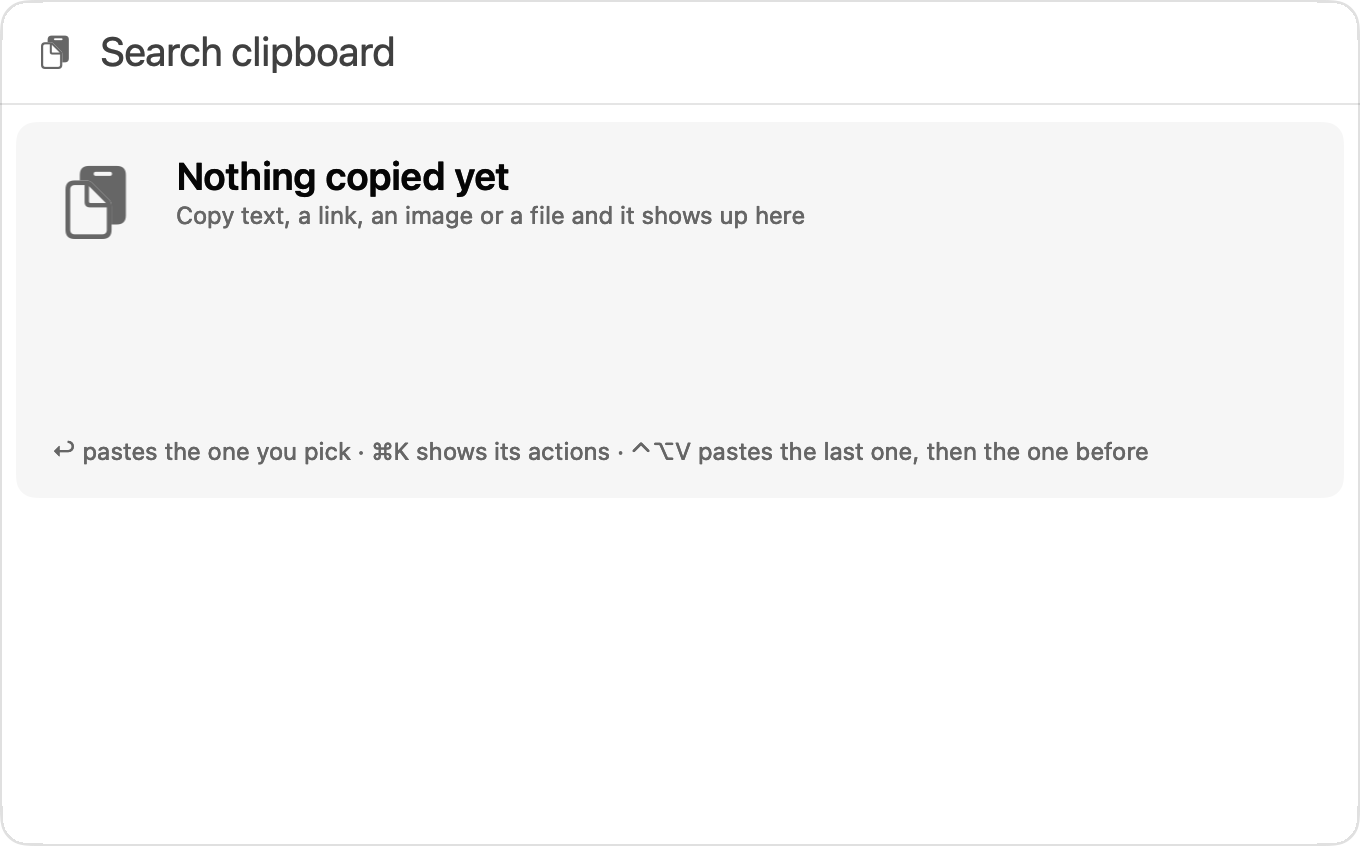 Search clipboard
Nothing copied yet
Copy text, a link, an image or a file and it shows up here
↩ pastes the one you pick · ⌘K shows its actions · ⌃⌥V pastes the last one, then the one before